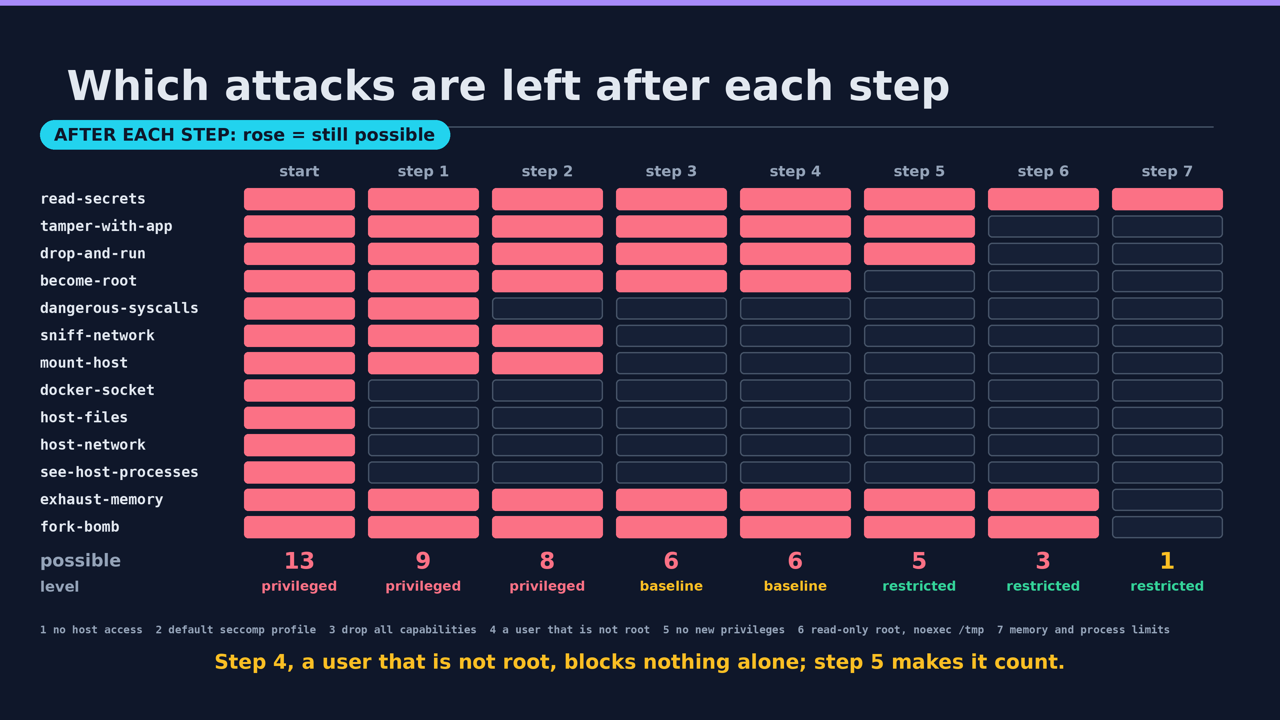 Which attacks are left after each step
AFTER EACH STEP: rose = still possible
start step 1 step 2 step 3 step 4 step 5 step 6 step 7
read-secrets
tamper-with-app
drop-and-run
become-root
dangerous-syscalls
sniff-network
mount-host
docker-socket
host-files
host-network
see-host-processes
exhaust-memory
fork-bomb
possible 13 9 8 6 6 5 3 1
level privileged privileged privileged baseline baseline restricted restricted restricted
1 no host access 2 default seccomp profile 3 drop all capabilities 4 a user that is not root 5 no new privileges 6 read-only root, noexec /tmp 7 memory and process limits
Step 4, a user that is not root, blocks nothing alone; step 5 makes it count.